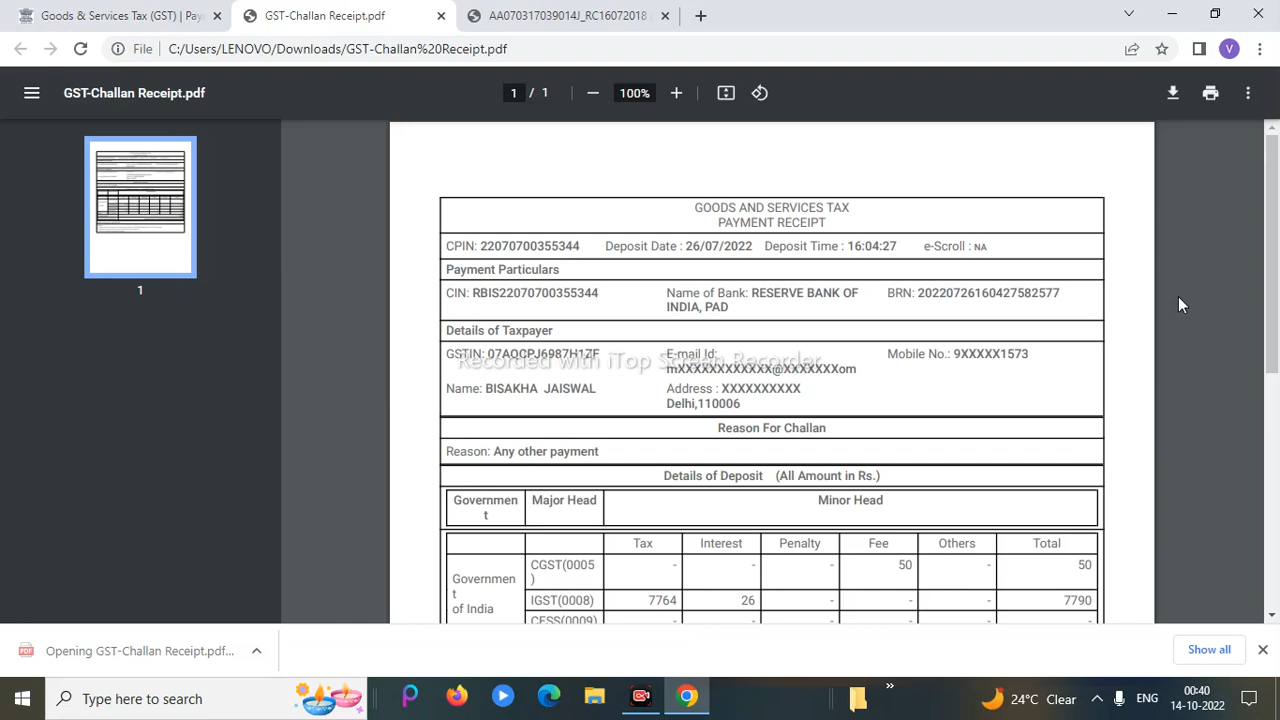 Goods & Services Tax (GST) | Pay
GST-Challan Receipt.pdf
AA070317039014J_RC16072018
File C:/Users/LENOVO/Downloads/GST-Challan%20Receipt.pdf
V
GST-Challan Receipt.pdf
1 / 1
100%
1
GOODS AND SERVICES TAX
PAYMENT RECEIPT
CPIN: 22070700355344 Deposit Date : 26/07/2022 Deposit Time : 16:04:27 e-Scroll : NA
Payment Particulars
CIN: RBIS22070700355344 Name of Bank: RESERVE BANK OF BRN: 20220726160427582577
INDIA, PAD
Details of Taxpayer
GSTIN: 07AQCPJ6987H1ZF E-mail Id: Mobile No.: 9XXXXX1573
Recorded with iTop Screen Recorder
mXXXXXXXXXXXX@XXXXXXXom
Name: BISAKHA JAISWAL Address : XXXXXXXXXX
Delhi,110006
Reason For Challan
Reason: Any other payment
Details of Deposit (All Amount in Rs.)
Governmen Major Head Minor Head
t
Tax Interest Penalty Fee Others Total
CGST(0005 - - - 50 - 50
)
Governmen
t
of India
IGST(0008) 7764 26 - - - 7790
CESS(0009) - - - - - -
Opening GST-Challan Receipt.pdf...
Show all
Type here to search
24°C Clear
ENG
00:40
14-10-2022